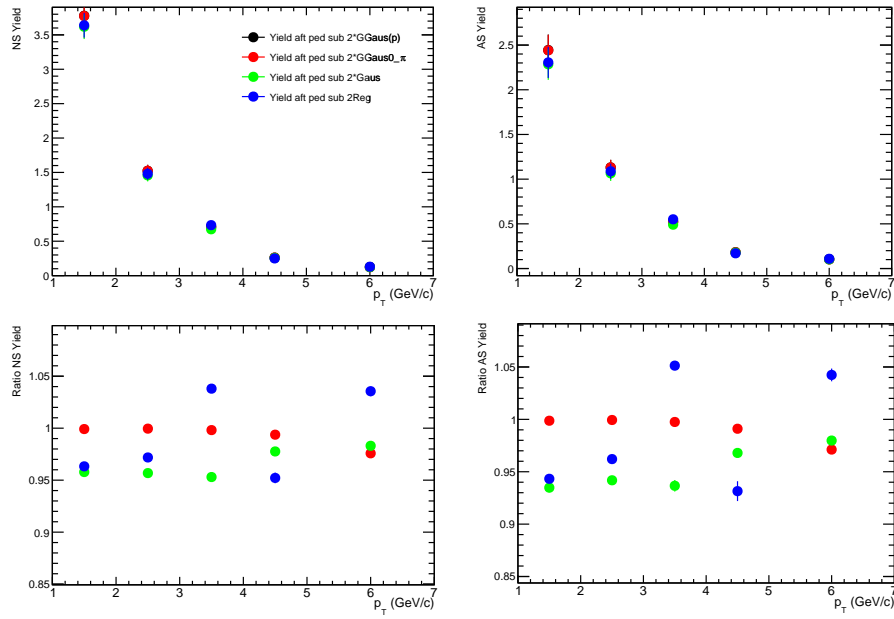 NS Yield
3.5
3
2.5
2
1.5
1
0.5
0
Yield aft ped sub 2*GGaus(p)
Yield aft ped sub 2*GGaus0_π
Yield aft ped sub 2*Gaus
Yield aft ped sub 2Reg
1 2 3 4 5 6 7
p_T (GeV/c)
AS Yield
2.5
2
1.5
1
0.5
0
1 2 3 4 5 6 7
p_T (GeV/c)
Ratio NS Yield
1.05
1
0.95
0.9
0.85
1 2 3 4 5 6 7
p_T (GeV/c)
Ratio AS Yield
1.05
1
0.95
0.9
0.85
1 2 3 4 5 6 7
p_T (GeV/c)